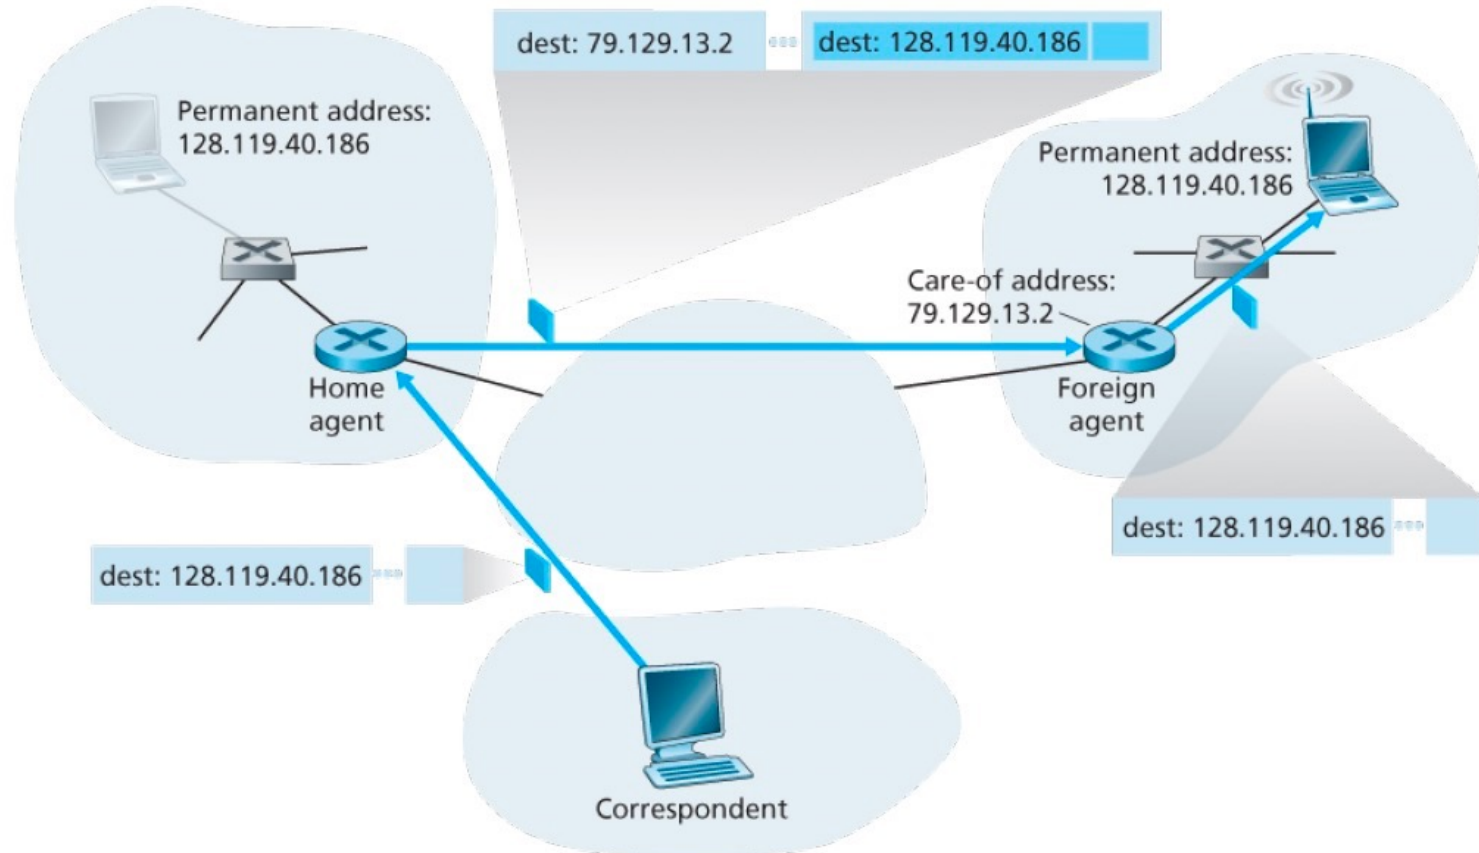 dest: 79.129.13.2
dest: 128.119.40.186
Permanent address:
128.119.40.186
Permanent address:
128.119.40.186
Care-of address:
79.129.13.2
Home
agent
Foreign
agent
dest: 128.119.40.186
dest: 128.119.40.186
Correspondent